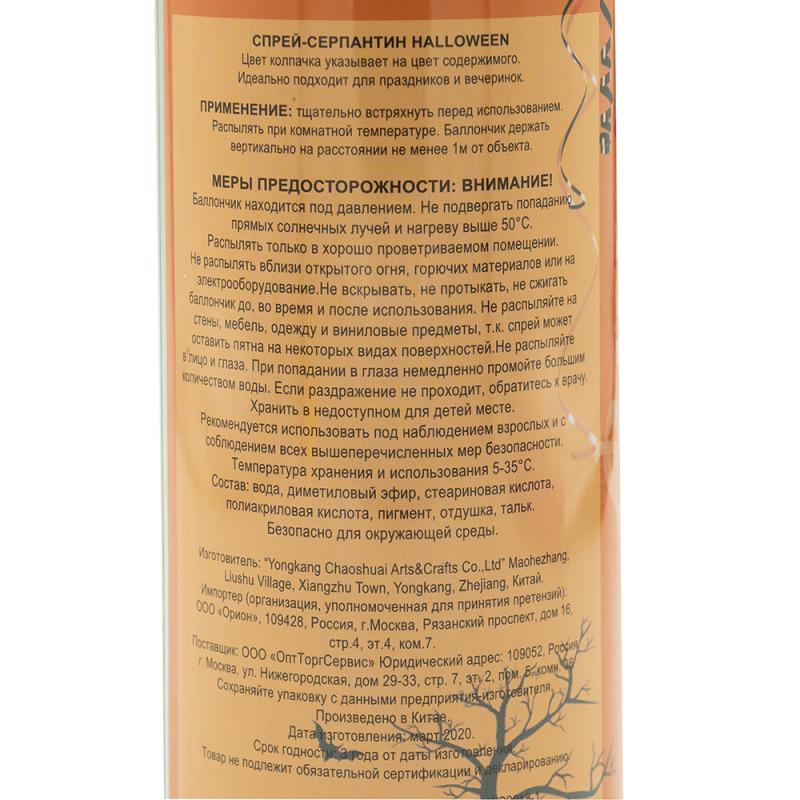 СПРЕЙ-СЕРПАНТИН HALLOWEEN
Цвет колпачка указывает на цвет содержимого.
Идеально подходит для праздников и вечеринок.
ПРИМЕНЕНИЕ: тщательно встряхнуть перед использованием.
Распылять при комнатной температуре. Баллончик держать
вертикально на расстоянии не менее 1м от объекта.
МЕРЫ ПРЕДОСТОРОЖНОСТИ: ВНИМАНИЕ!
Баллончик находится под давлением. Не подвергать попаданию
прямых солнечных лучей и нагреву выше 50°С.
Распылять только в хорошо проветриваемом помещении.
Не распылять вблизи открытого огня, горючих материалов или на
электрооборудование.Не вскрывать, не протыкать, не сжигать
баллончик до, во время и после использования. Не распыляйте на
стены, мебель, одежду и виниловые предметы, т.к. спрей может
оставить пятна на некоторых видах поверхностей.Не распыляйте
в лицо и глаза. При попадании в глаза немедленно промойте большим
количеством воды. Если раздражение не проходит, обратитесь к врачу.
Хранить в недоступном для детей месте.
Рекомендуется использовать под наблюдением взрослых и с
соблюдением всех вышеперечисленных мер безопасности.
Температура хранения и использования 5-35°С.
Состав: вода, диметиловый эфир, стеариновая кислота,
полиакриловая кислота, пигмент, отдушка, тальк.
Безопасно для окружающей среды.
Изготовитель: “Yongkang Chaoshuai Arts&Crafts Co.,Ltd” Maohezhang,
Liushu Village, Xiangzhu Town, Yongkang, Zhejiang, Китай.
Импортер (организация, уполномоченная для принятия претензий):
ООО «Орион», 109428, Россия, г.Москва, Рязанский проспект, дом 16,
стр.4, эт.4, ком.7.
Поставщик: ООО «ОптТоргСервис» Юридический адрес: 109052, Россия,
г. Москва, ул. Нижегородская, дом 29-33, стр. 7, эт. 2, пом. 5, комн. 96
Сохраняйте упаковку с данными предприятия-изготовителя.
Произведено в Китае.
Дата изготовления: март 2020.
Срок годности: 3 года от даты изготовления.
Товар не подлежит обязательной сертификации и декларированию.